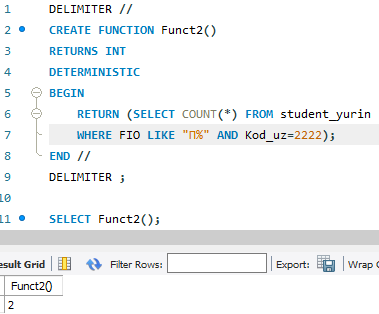 1 DELIMITER //
2 CREATE FUNCTION Funct2()
3 RETURNS INT
4 DETERMINISTIC
5 BEGIN
6 RETURN (SELECT COUNT(*) FROM student_yurin
7 WHERE FIO LIKE "П%" AND Kod_uz=2222);
8 END //
9 DELIMITER ;
10
11 SELECT Funct2();
esult Grid Filter Rows: Export: Wrap C
Funct2()
2